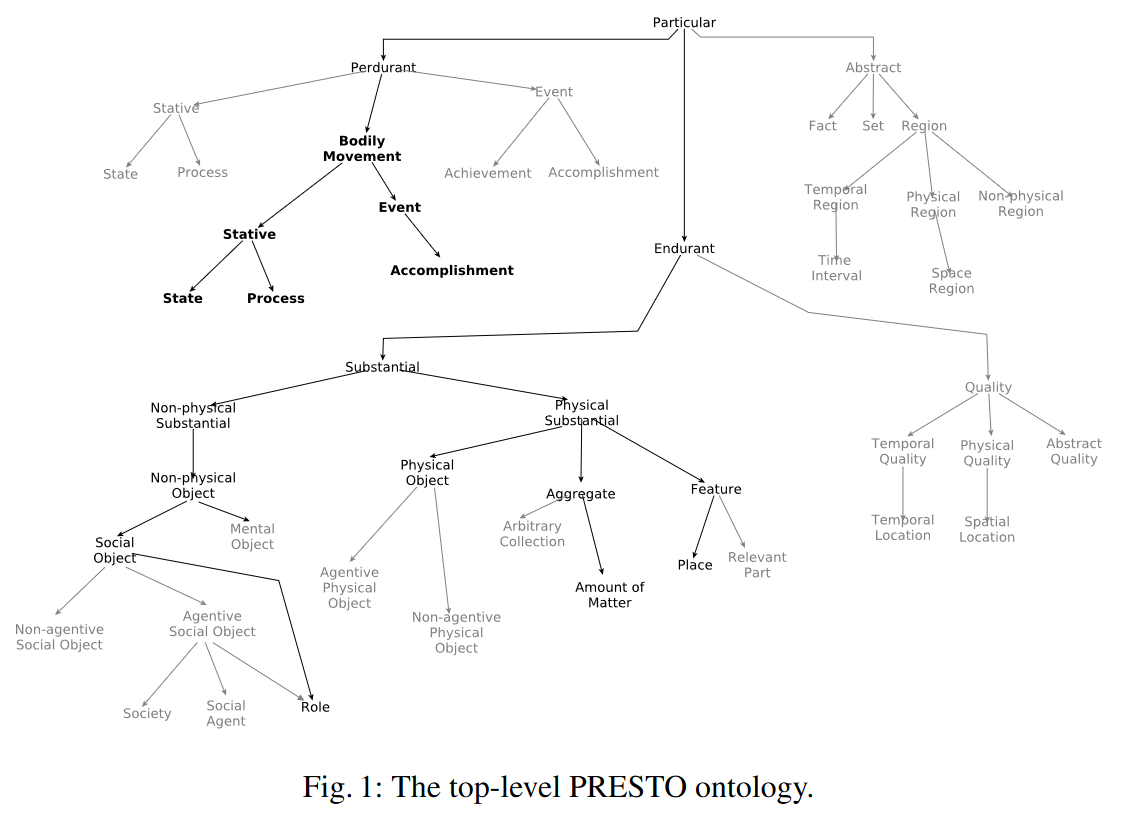 Particular
Perdurant
Abstract
Stative
Event
Fact
Set
Region
Bodily
Movement
State
Process
Achievement
Accomplishment
Temporal
Region
Physical
Region
Non-physical
Region
Event
Stative
Endurant
Accomplishment
Time
Interval
Space
Region
State
Process
Substantial
Quality
Non-physical
Substantial
Physical
Substantial
Temporal
Quality
Physical
Quality
Abstract
Quality
Physical
Object
Non-physical
Object
Aggregate
Feature
Mental
Object
Arbitrary
Collection
Temporal
Location
Spatial
Location
Social
Object
Place
Relevant
Part
Agentive
Physical
Object
Amount of
Matter
Non-agentive
Social Object
Agentive
Social Object
Non-agentive
Physical
Object
Society
Social
Agent
Role
Fig. 1: The top-level PRESTO ontology.